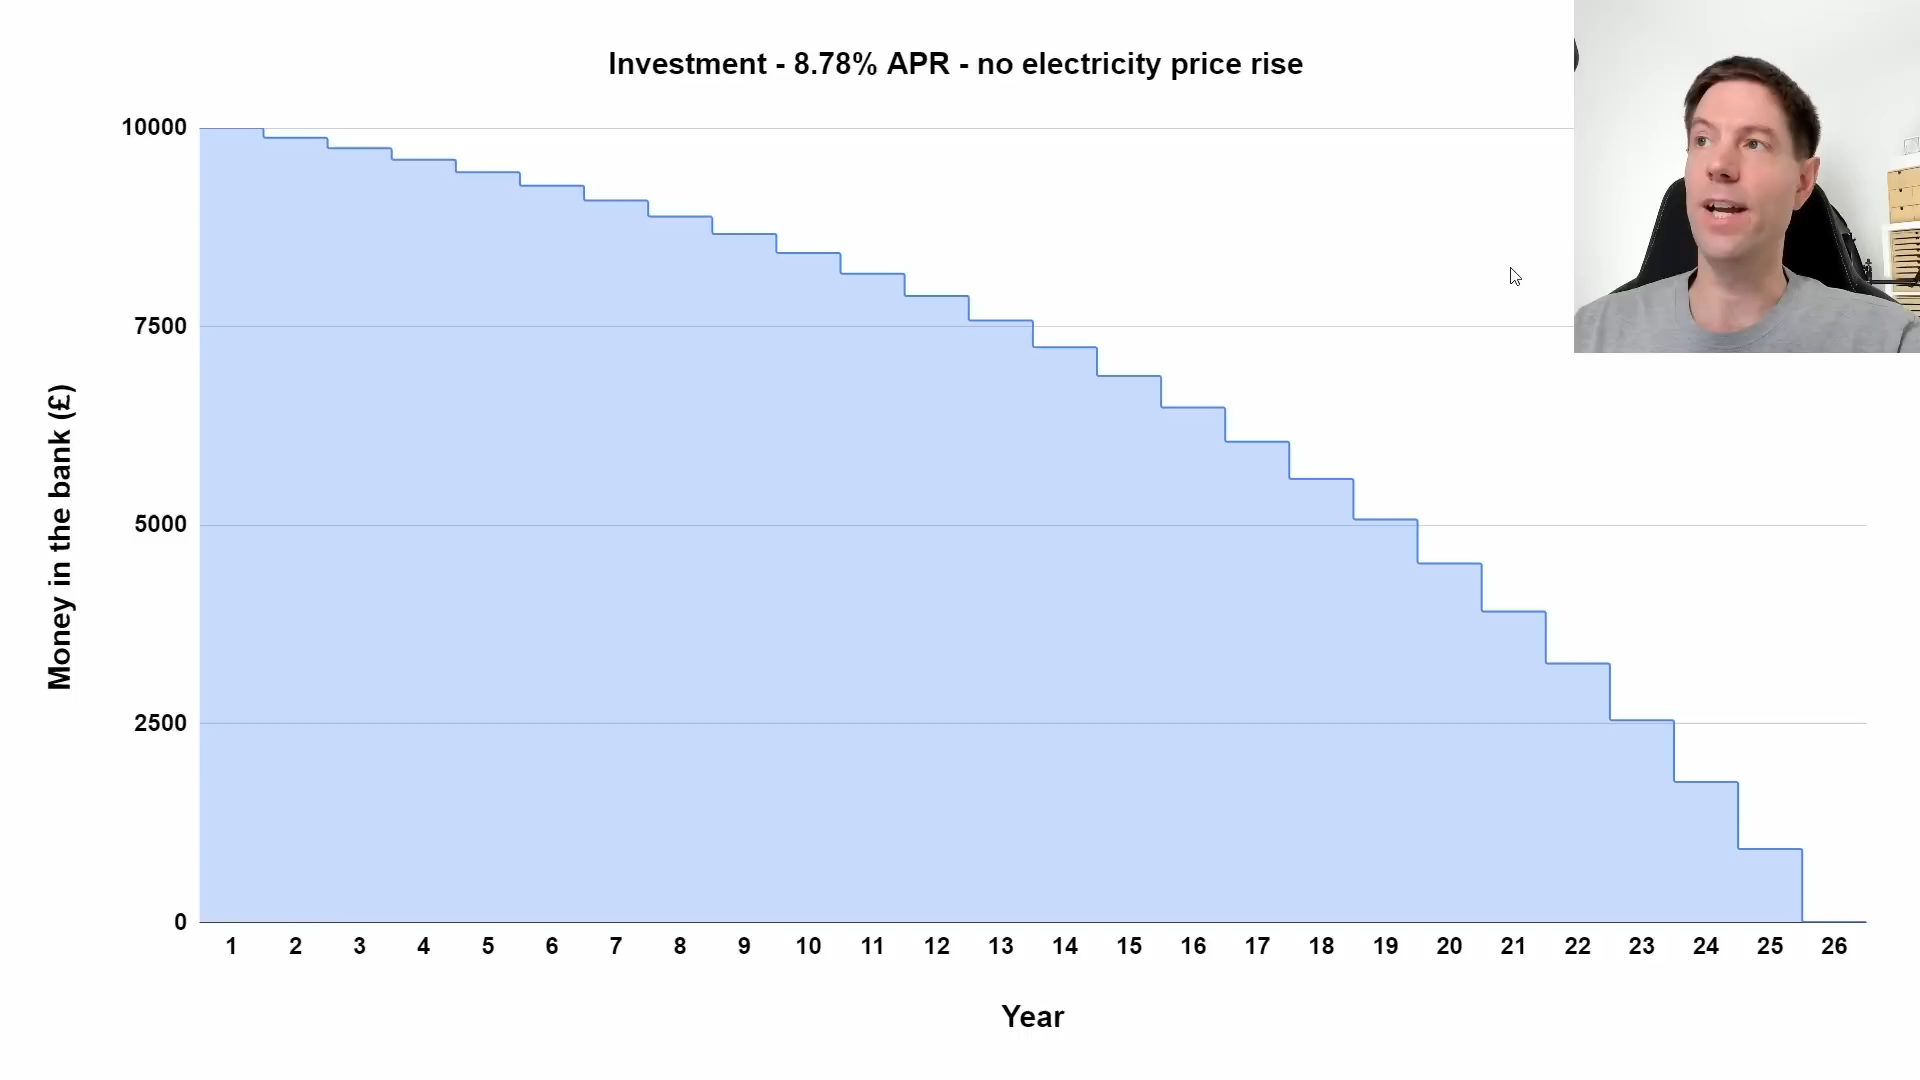 Investment - 8.78% APR - no electricity price rise
10000
7500
5000
2500
0
Money in the bank (£)
1 2 3 4 5 6 7 8 9 10 11 12 13 14 15 16 17 18 19 20 21 22 23 24 25 26
Year